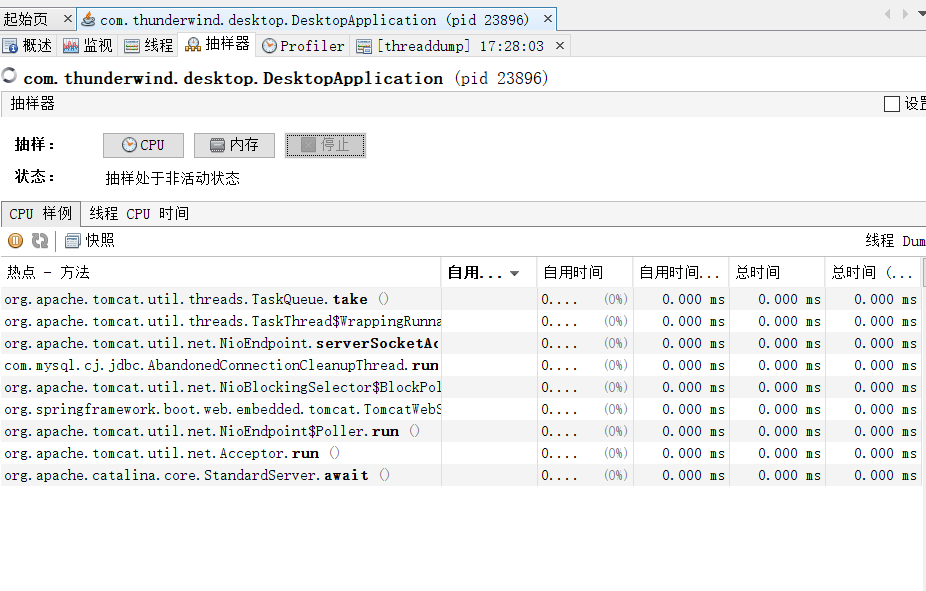 起始页 × com.thunderwind.desktop.DesktopApplication (pid 23896) ×
概述 监视 线程 抽样器 Profiler [threaddump] 17:28:03 ×
com.thunderwind.desktop.DesktopApplication (pid 23896)
抽样器 设置
抽样： CPU 内存 停止
状态： 抽样处于非活动状态
CPU 样例 线程 CPU 时间
快照 线程 Dum
热点 - 方法 自用... 自用时间 自用时间... 总时间 总时间 (...
org.apache.tomcat.util.threads.TaskQueue.take () 0.... (0%) 0.000 ms 0.000 ms 0.000 ms
org.apache.tomcat.util.threads.TaskThread$WrappingRunna 0.... (0%) 0.000 ms 0.000 ms 0.000 ms
org.apache.tomcat.util.net.NioEndpoint.serverSocketAc 0.... (0%) 0.000 ms 0.000 ms 0.000 ms
com.mysql.cj.jdbc.AbandonedConnectionCleanupThread.run 0.... (0%) 0.000 ms 0.000 ms 0.000 ms
org.apache.tomcat.util.net.NioBlockingSelector$BlockPol 0.... (0%) 0.000 ms 0.000 ms 0.000 ms
org.springframework.boot.web.embedded.tomcat.TomcatWebS 0.... (0%) 0.000 ms 0.000 ms 0.000 ms
org.apache.tomcat.util.net.NioEndpoint$Poller.run () 0.... (0%) 0.000 ms 0.000 ms 0.000 ms
org.apache.tomcat.util.net.Acceptor.run () 0.... (0%) 0.000 ms 0.000 ms 0.000 ms
org.apache.catalina.core.StandardServer.await () 0.... (0%) 0.000 ms 0.000 ms 0.000 ms